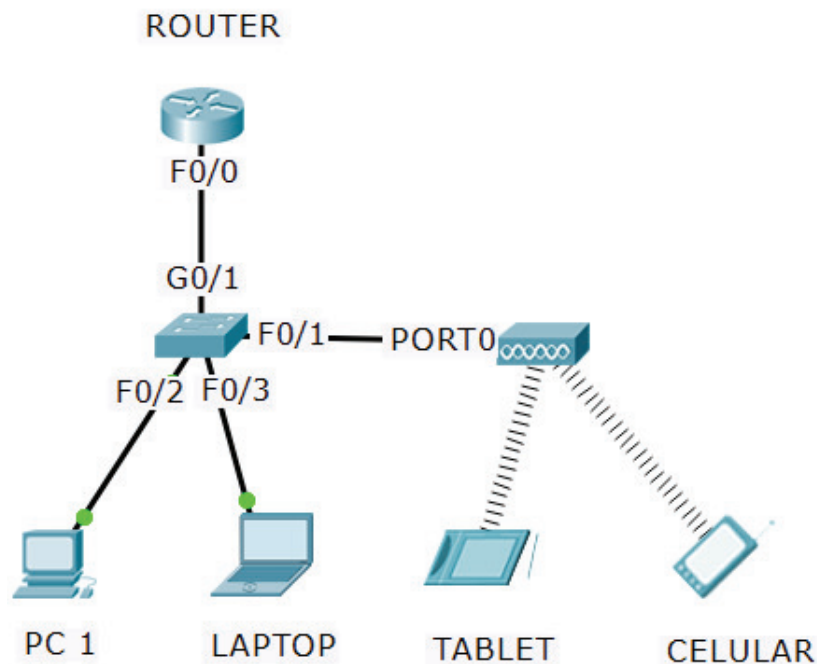 ROUTER
F0/0
G0/1
F0/1
PORT0
F0/2
F0/3
PC 1
LAPTOP
TABLET
CELULAR